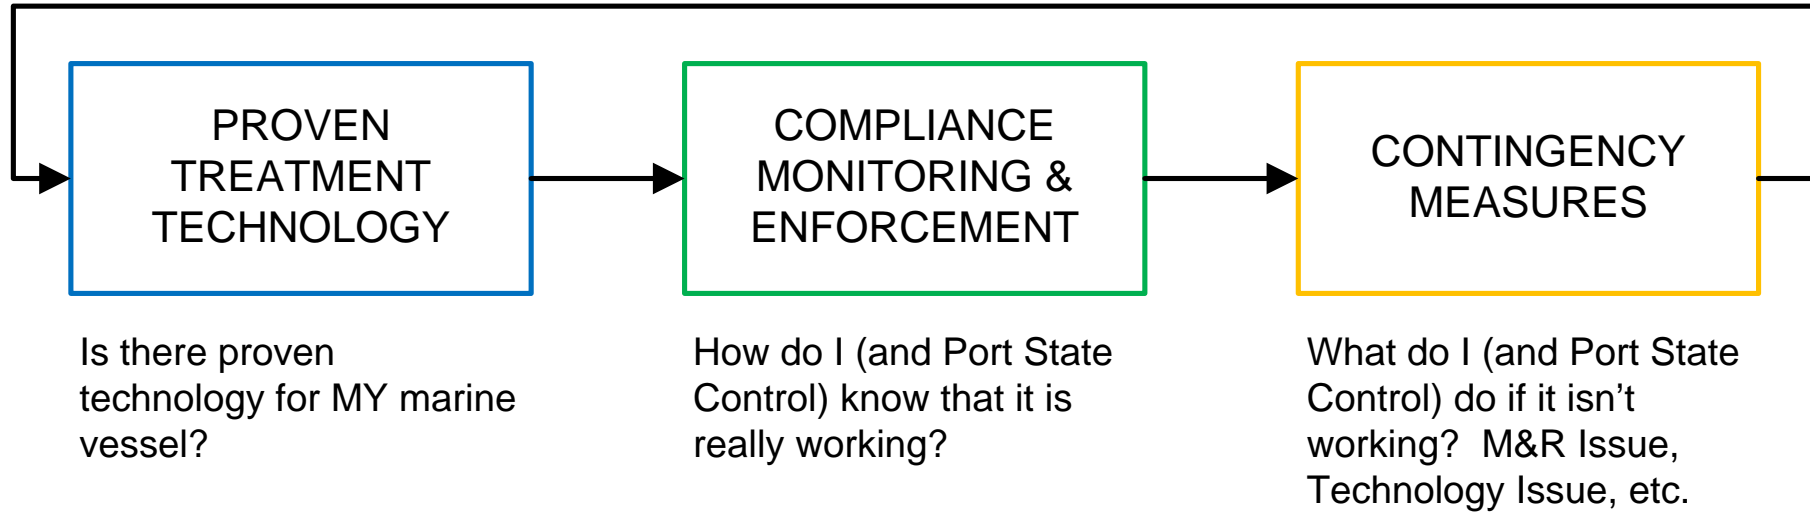 PROVEN
TREATMENT
TECHNOLOGY
COMPLIANCE
MONITORING &
ENFORCEMENT
CONTINGENCY
MEASURES
Is there proven
technology for MY marine
vessel?
How do I (and Port State
Control) know that it is
really working?
What do I (and Port State
Control) do if it isn’t
working?  M&R Issue,
Technology Issue, etc.